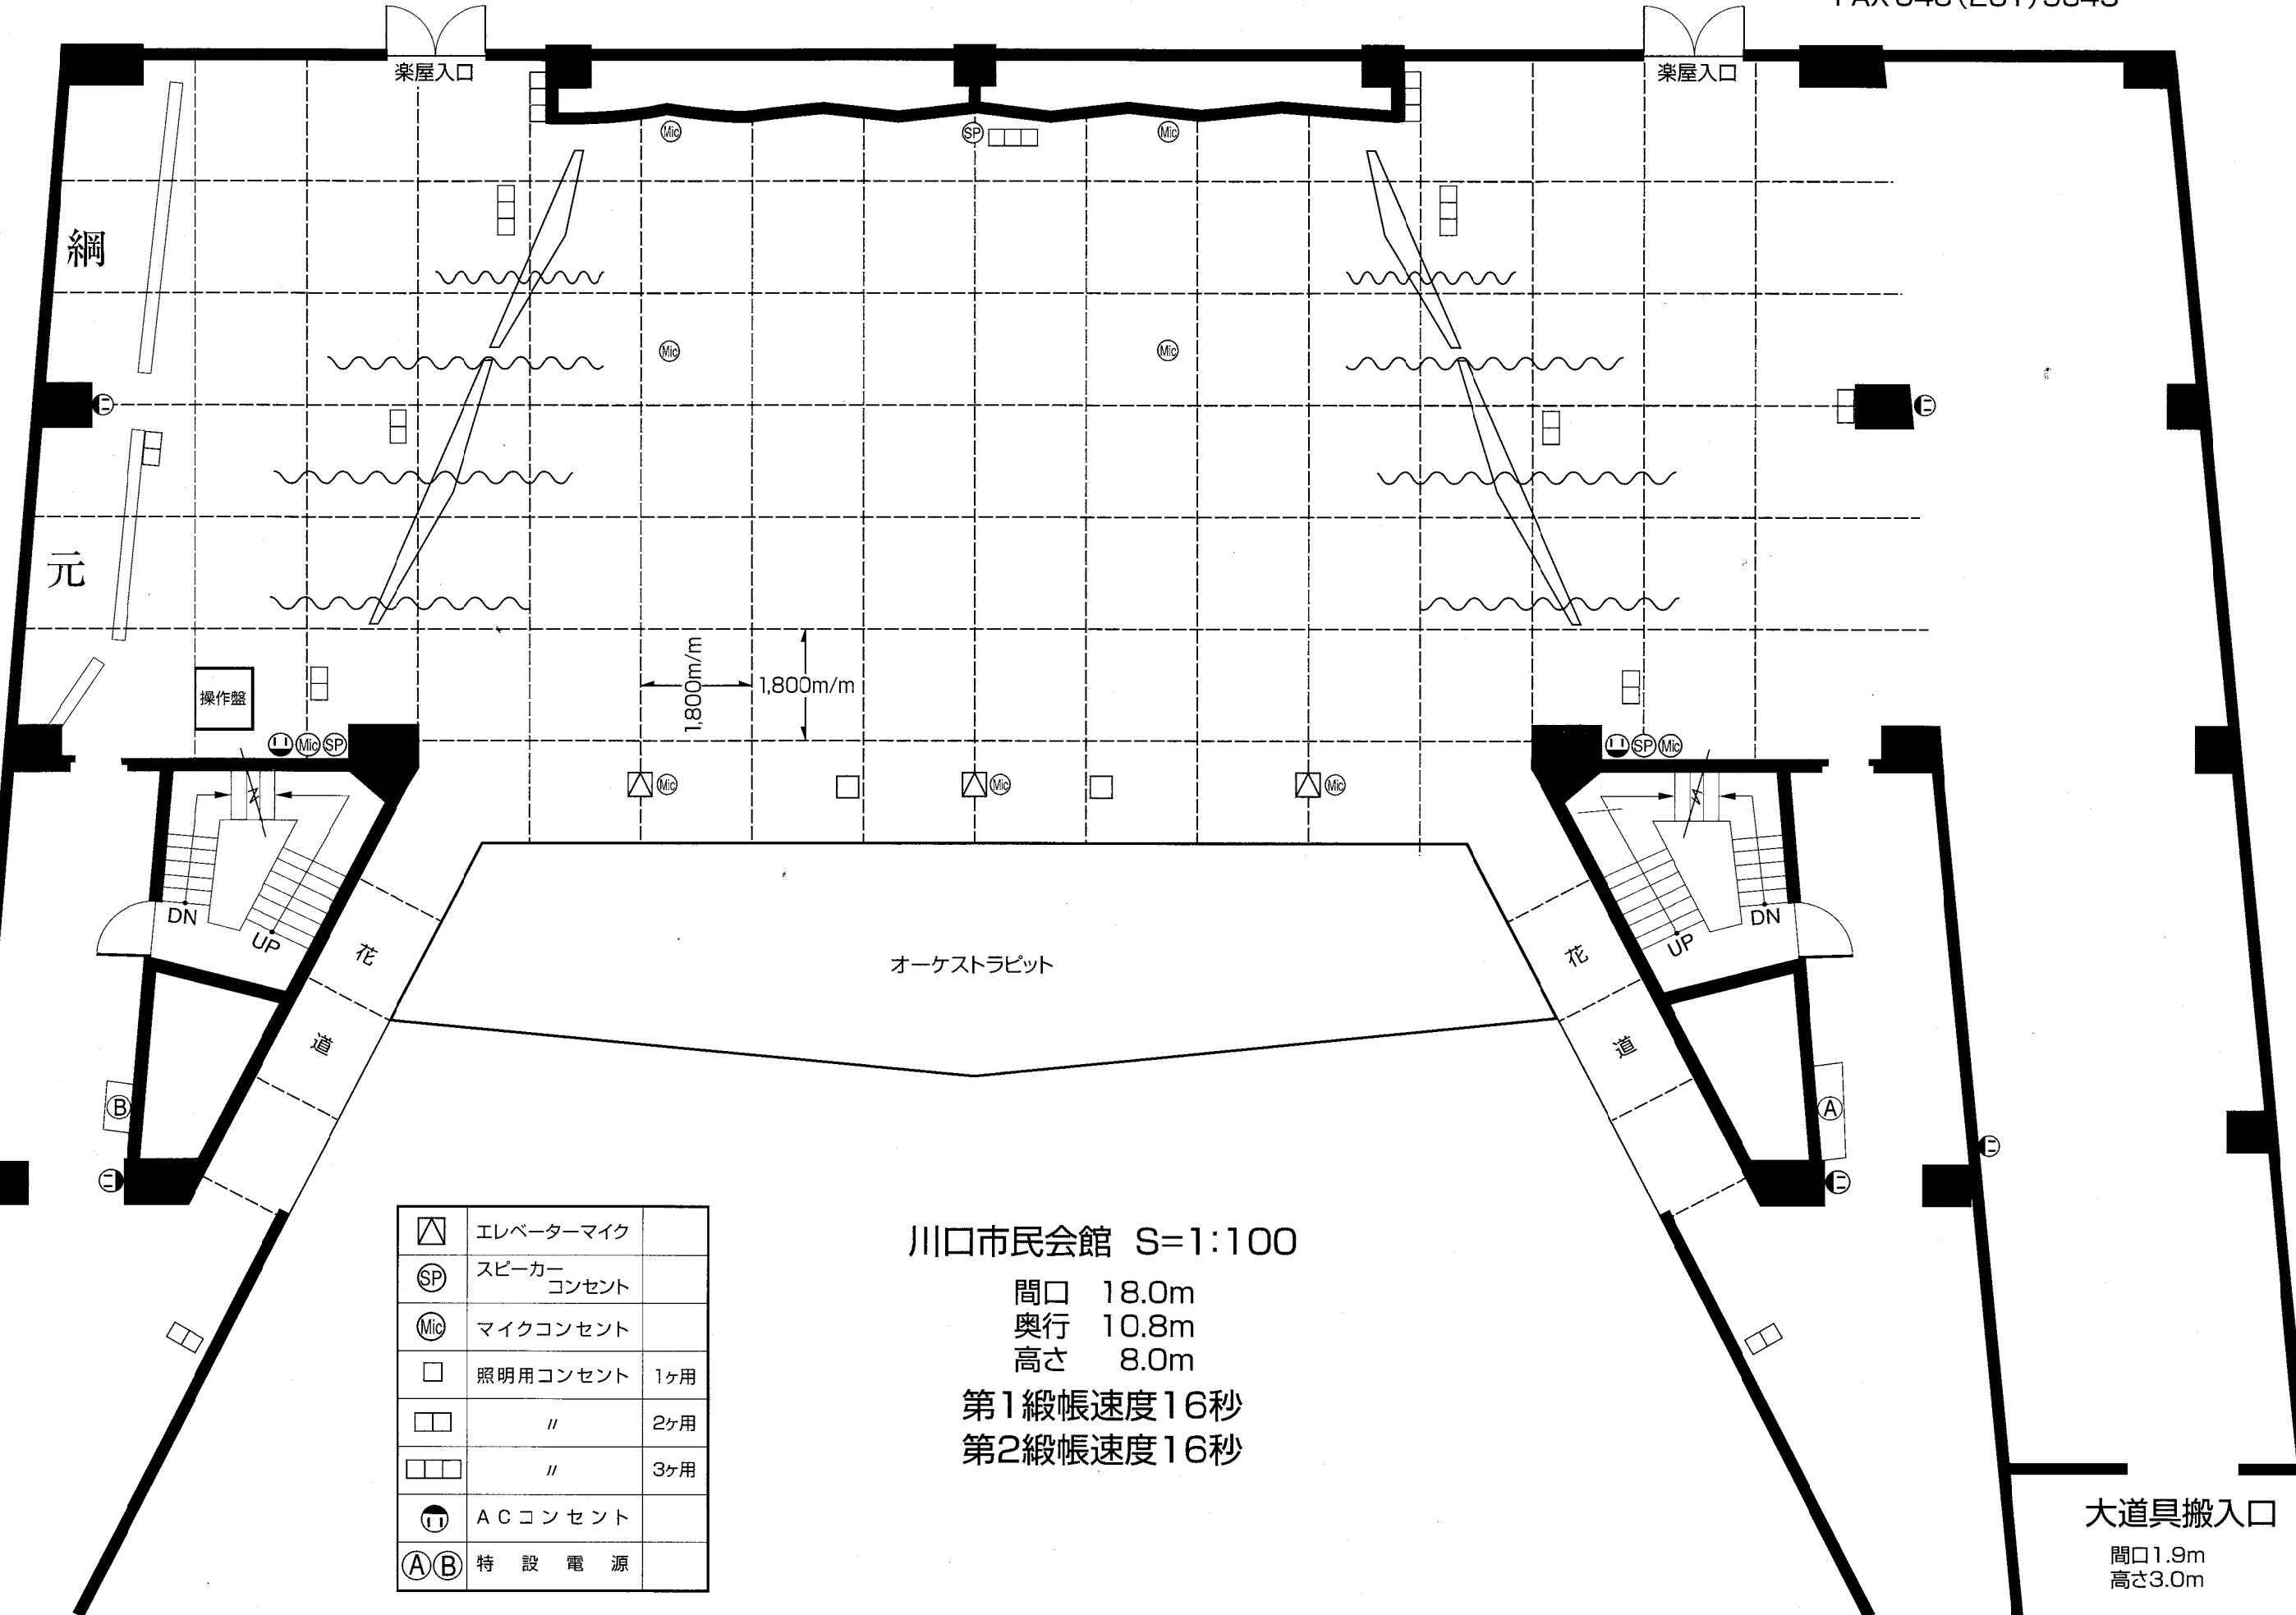 楽屋入口
楽屋入口
Mic
SP
Mic
綱
Mic
Mic
元
1,800m/m
1,800m/m
操作盤
Mic
SP
SP
Mic
Mic
Mic
Mic
DN
UP
DN
UP
花
道
オーケストラピット
花
道
B
A
エレベーターマイク
SP
スピーカー
コンセント
Mic
マイクコンセント
照明用コンセント 1ヶ用
〃 2ヶ用
〃 3ヶ用
ACコンセント
AB 特設電源
川口市民会館 S=1:100
間口 18.0m
奥行 10.8m
高さ 8.0m
第1緞帳速度16秒
第2緞帳速度16秒
大道具搬入口
間口1.9m
高さ3.0m